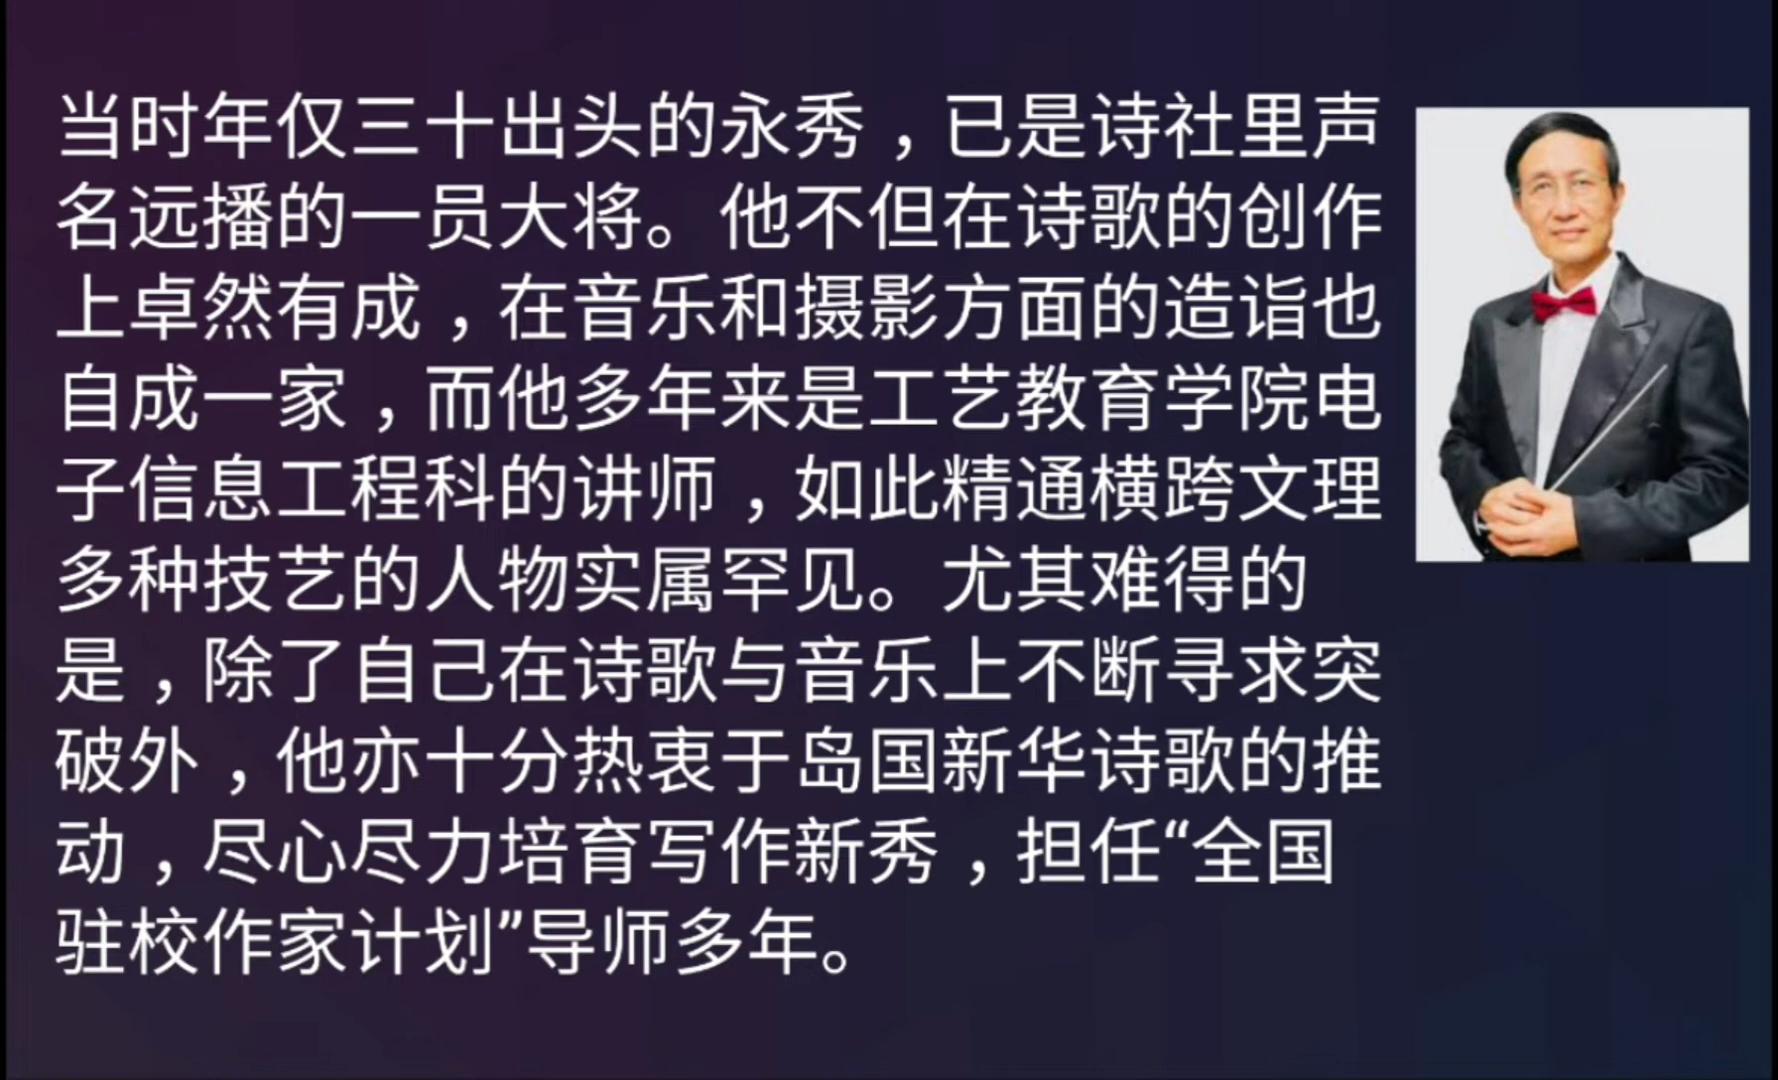 当时年仅三十出头的永秀，已是诗社里声
名远播的一员大将。他不但在诗歌的创作
上卓然有成，在音乐和摄影方面的造诣也
自成一家，而他多年来是工艺教育学院电
子信息工程科的讲师，如此精通横跨文理
多种技艺的人物实属罕见。尤其难得的
是，除了自己在诗歌与音乐上不断寻求突
破外，他亦十分热衷于岛国新华诗歌的推
动，尽心尽力培育写作新秀，担任“全国
驻校作家计划”导师多年。